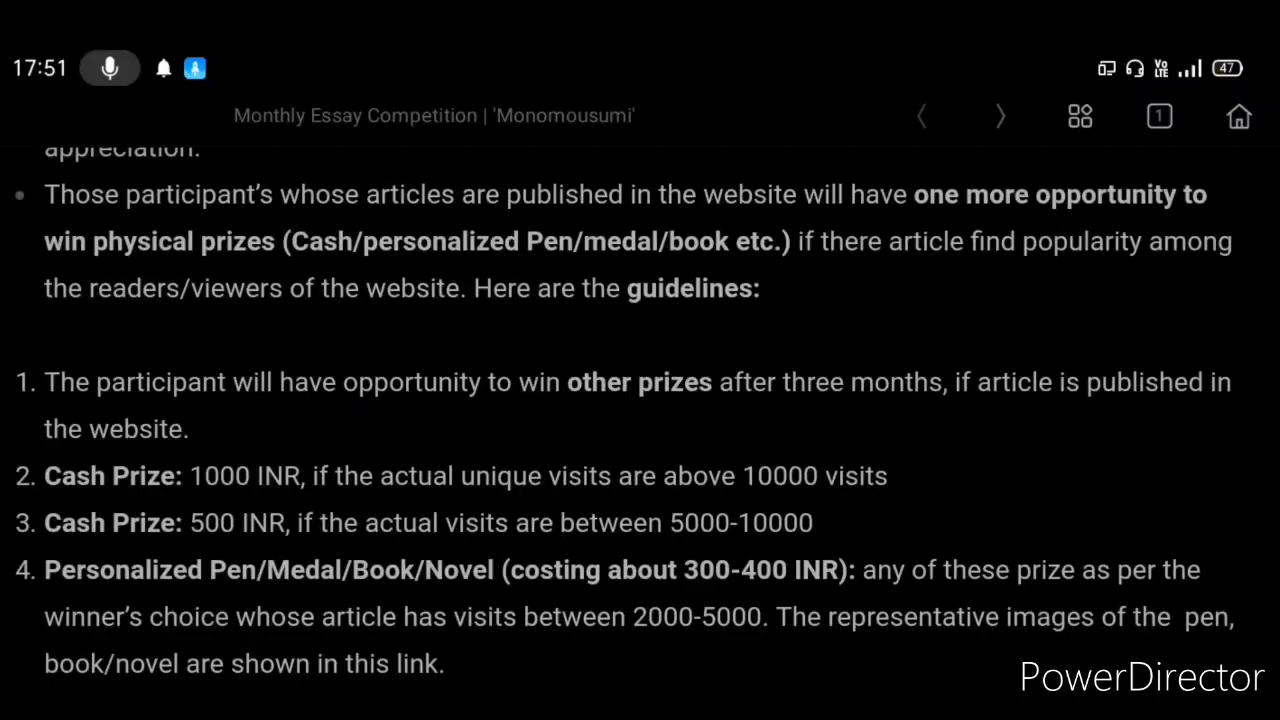 17:51
VoLTE
47
Monthly Essay Competition | 'Monomousumi'
1
appreciation.
• Those participant’s whose articles are published in the website will have one more opportunity to
win physical prizes (Cash/personalized Pen/medal/book etc.) if there article find popularity among
the readers/viewers of the website. Here are the guidelines:
1. The participant will have opportunity to win other prizes after three months, if article is published in
the website.
2. Cash Prize: 1000 INR, if the actual unique visits are above 10000 visits
3. Cash Prize: 500 INR, if the actual visits are between 5000-10000
4. Personalized Pen/Medal/Book/Novel (costing about 300-400 INR): any of these prize as per the
winner’s choice whose article has visits between 2000-5000. The representative images of the pen,
book/novel are shown in this link.
PowerDirector